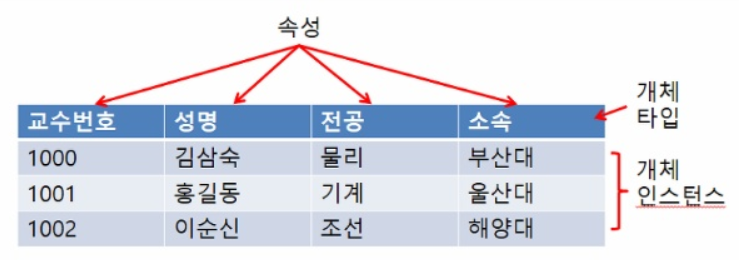 속성
개체
타입
교수번호 성명 전공 소속
1000 김삼숙 물리 부산대
1001 홍길동 기계 울산대
1002 이순신 조선 해양대
개체
인스턴스